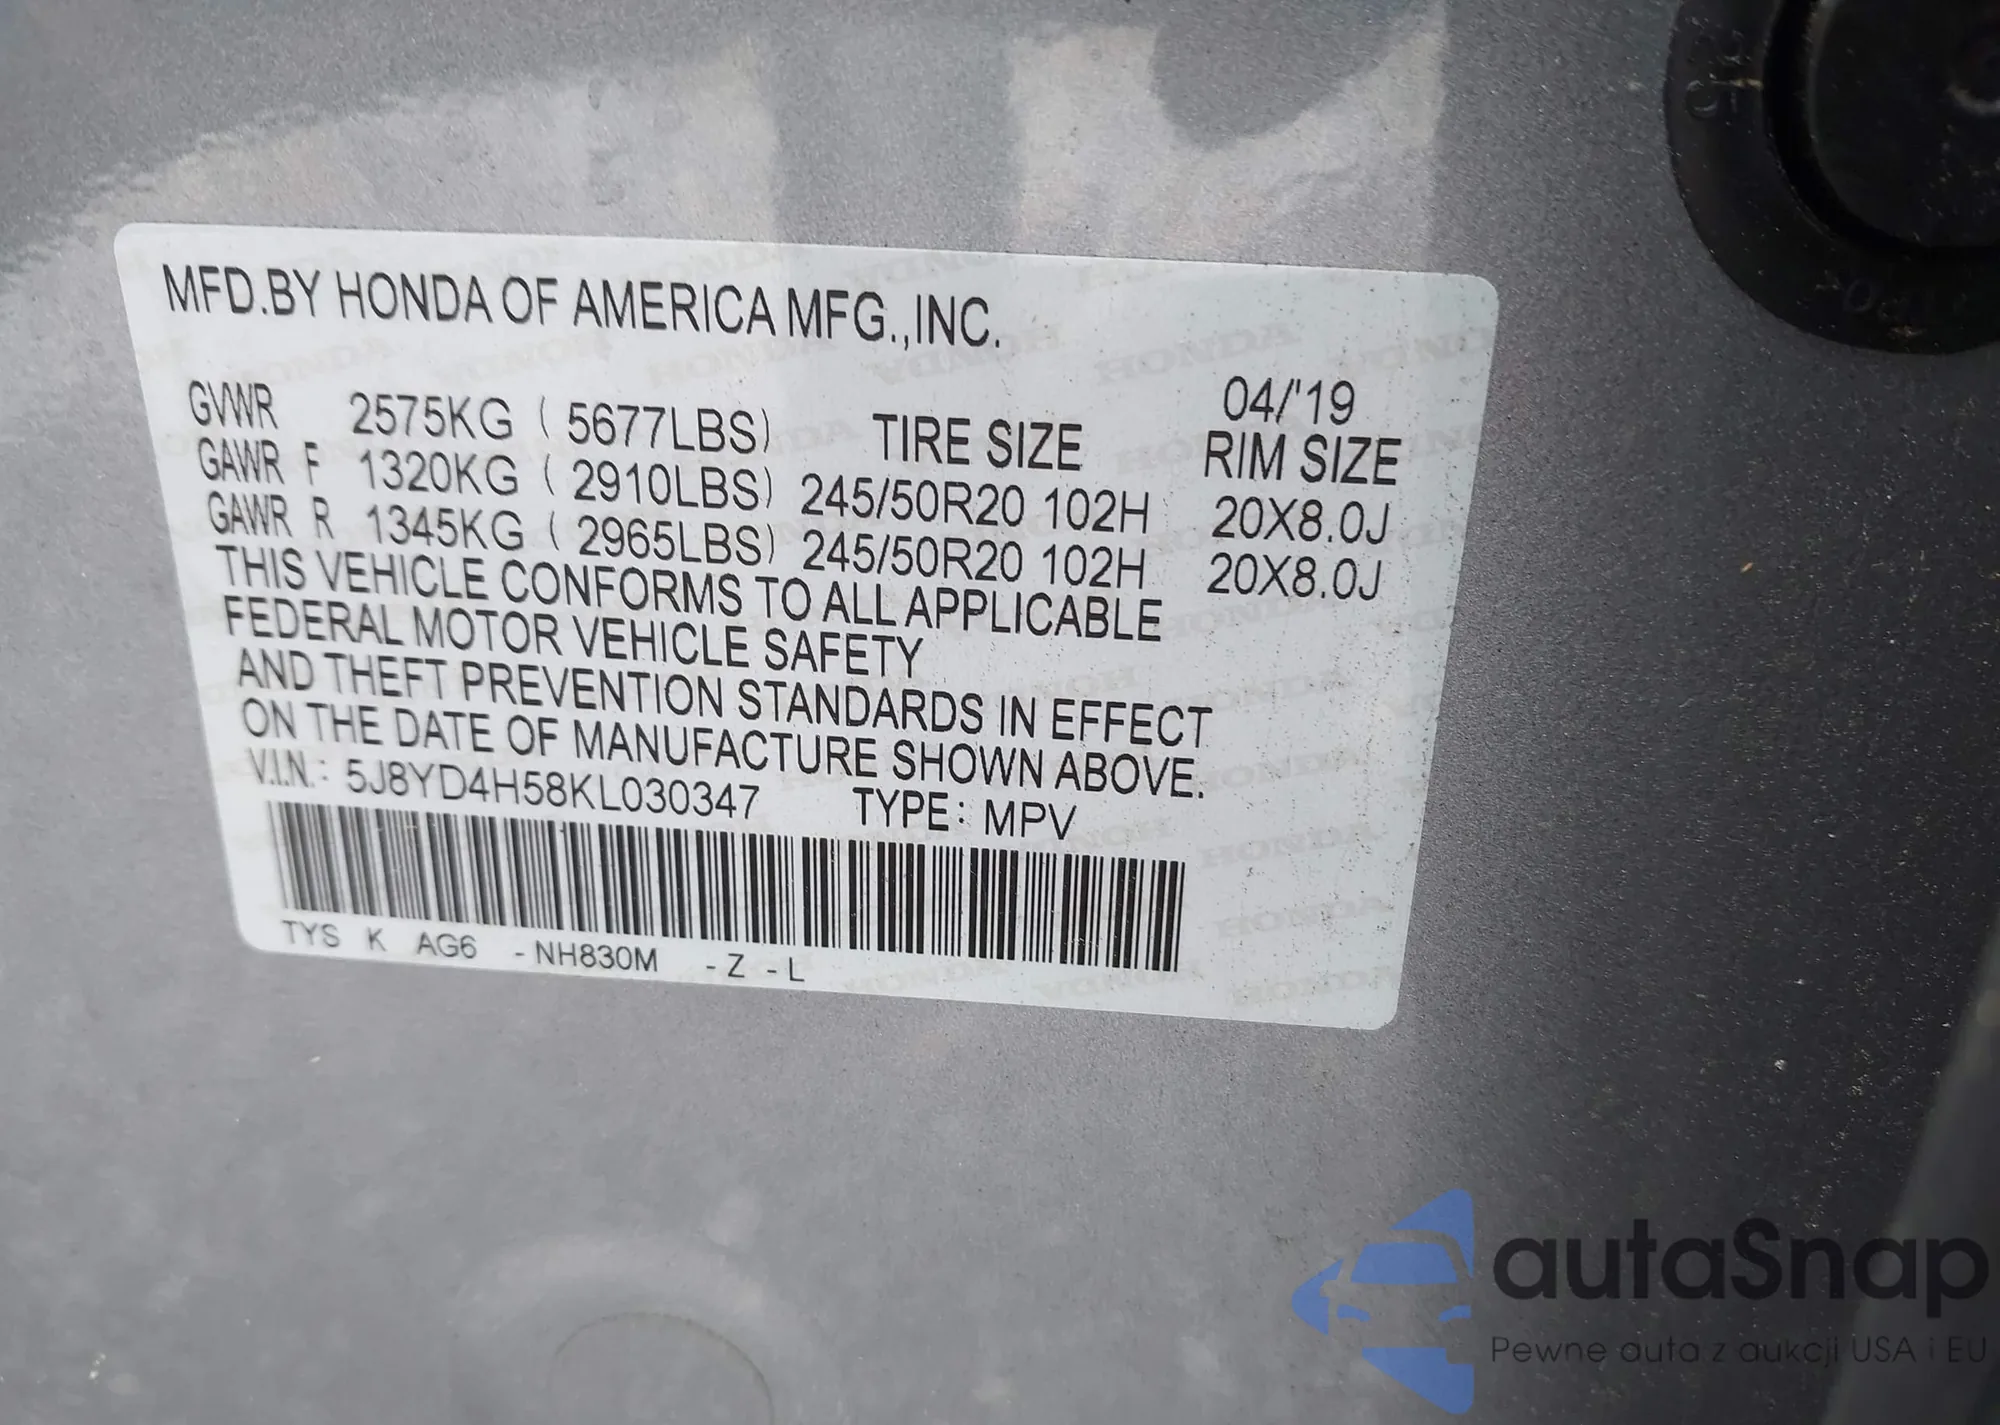 MFD.BY HONDA OF AMERICA MFG.,INC.
04/'19
GVWR 2575KG ( 5677LBS) TIRE SIZE RIM SIZE
GAWR F 1320KG ( 2910LBS) 245/50R20 102H 20X8.0J
GAWR R 1345KG ( 2965LBS) 245/50R20 102H 20X8.0J
THIS VEHICLE CONFORMS TO ALL APPLICABLE
FEDERAL MOTOR VEHICLE SAFETY
AND THEFT PREVENTION STANDARDS IN EFFECT
ON THE DATE OF MANUFACTURE SHOWN ABOVE.
V.I.N.: 5J8YD4H58KL030347 TYPE: MPV
TYS K AG6 -NH830M -Z -L
autaSnap
Pewne auta z aukcji USA i EU